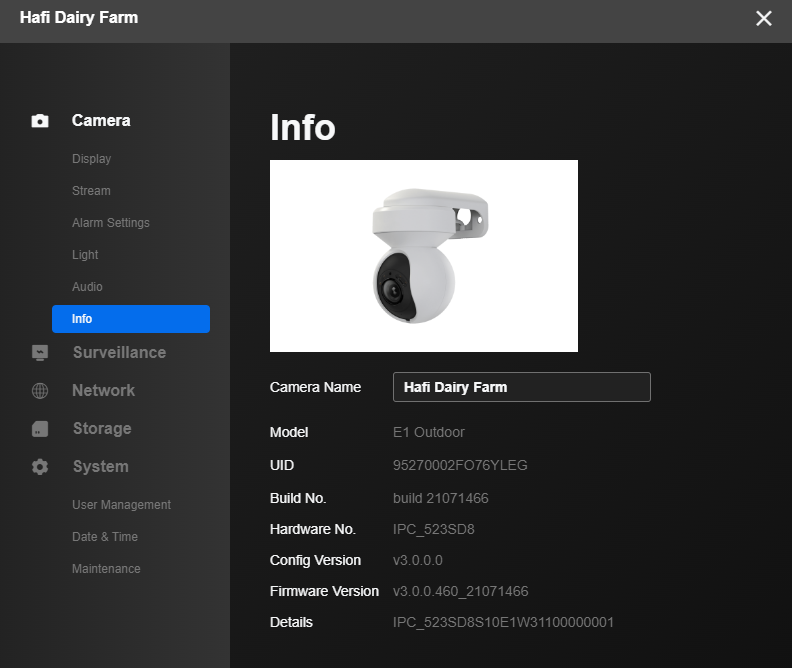 Hafi Dairy Farm
Camera
Display
Stream
Alarm Settings
Light
Audio
Info
Surveillance
Network
Storage
System
User Management
Date & Time
Maintenance
Info
Camera Name Hafi Dairy Farm
Model E1 Outdoor
UID 95270002FO76YLEG
Build No. build 21071466
Hardware No. IPC_523SD8
Config Version v3.0.0.0
Firmware Version v3.0.0.460_21071466
Details IPC_523SD8S10E1W31100000001